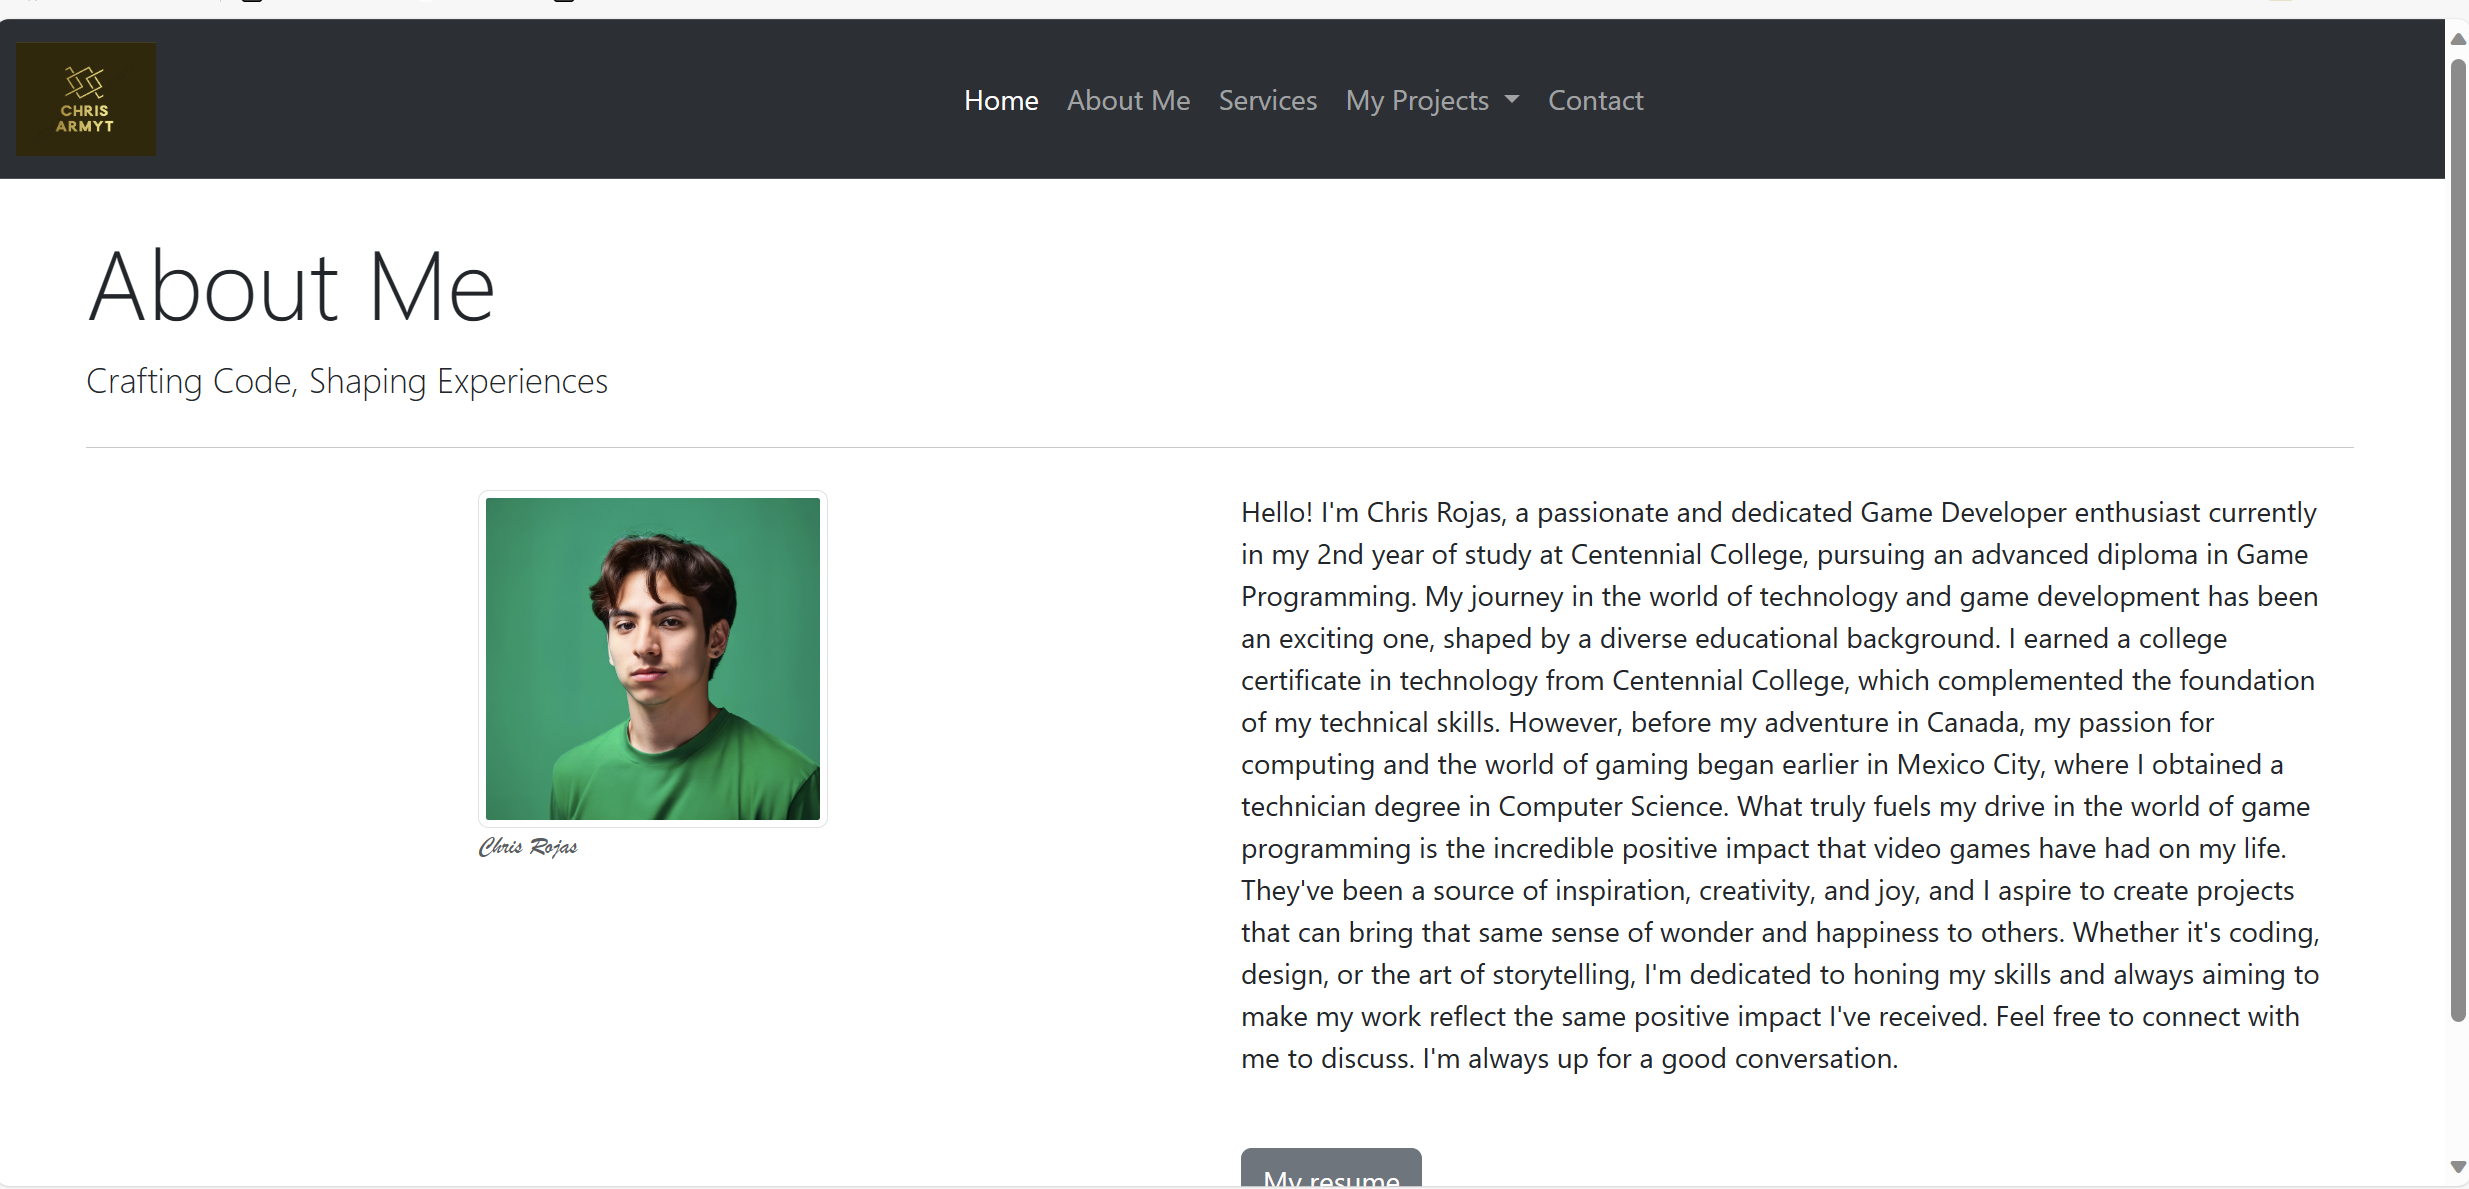 CHRIS
ARMYT
Home About Me Services My Projects Contact
About Me
Crafting Code, Shaping Experiences
Chris Rojas
Hello! I'm Chris Rojas, a passionate and dedicated Game Developer enthusiast currently
in my 2nd year of study at Centennial College, pursuing an advanced diploma in Game
Programming. My journey in the world of technology and game development has been
an exciting one, shaped by a diverse educational background. I earned a college
certificate in technology from Centennial College, which complemented the foundation
of my technical skills. However, before my adventure in Canada, my passion for
computing and the world of gaming began earlier in Mexico City, where I obtained a
technician degree in Computer Science. What truly fuels my drive in the world of game
programming is the incredible positive impact that video games have had on my life.
They've been a source of inspiration, creativity, and joy, and I aspire to create projects
that can bring that same sense of wonder and happiness to others. Whether it's coding,
design, or the art of storytelling, I'm dedicated to honing my skills and always aiming to
make my work reflect the same positive impact I've received. Feel free to connect with
me to discuss. I'm always up for a good conversation.
My resume